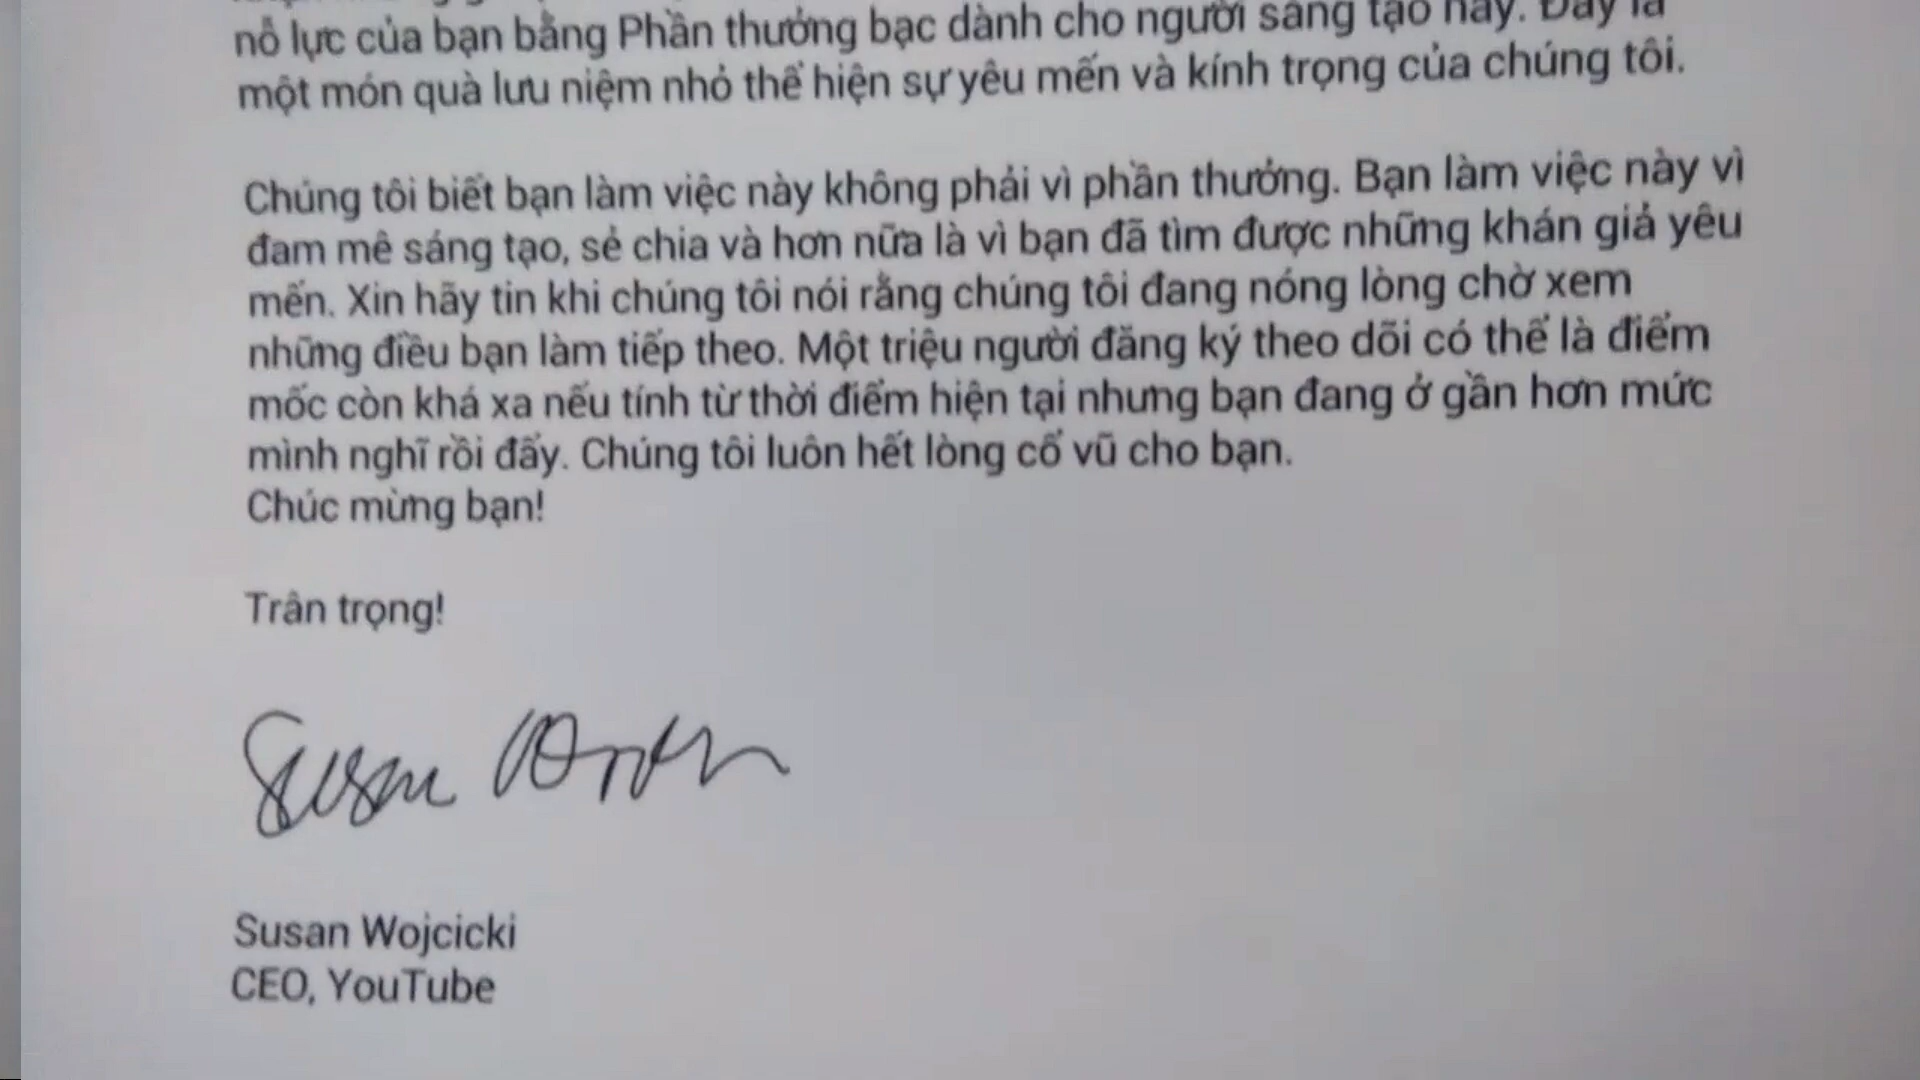 nỗ lực của bạn bằng Phần thưởng bạc dành cho người sáng tạo này. Đây là
một món quà lưu niệm nhỏ thể hiện sự yêu mến và kính trọng của chúng tôi.
Chúng tôi biết bạn làm việc này không phải vì phần thưởng. Bạn làm việc này vì
đam mê sáng tạo, sẻ chia và hơn nữa là vì bạn đã tìm được những khán giả yêu
mến. Xin hãy tin khi chúng tôi nói rằng chúng tôi đang nóng lòng chờ xem
những điều bạn làm tiếp theo. Một triệu người đăng ký theo dõi có thể là điểm
mốc còn khá xa nếu tính từ thời điểm hiện tại nhưng bạn đang ở gần hơn mức
mình nghĩ rồi đấy. Chúng tôi luôn hết lòng cổ vũ cho bạn.
Chúc mừng bạn!
Trân trọng!
Susan
Susan Wojcicki
CEO, YouTube